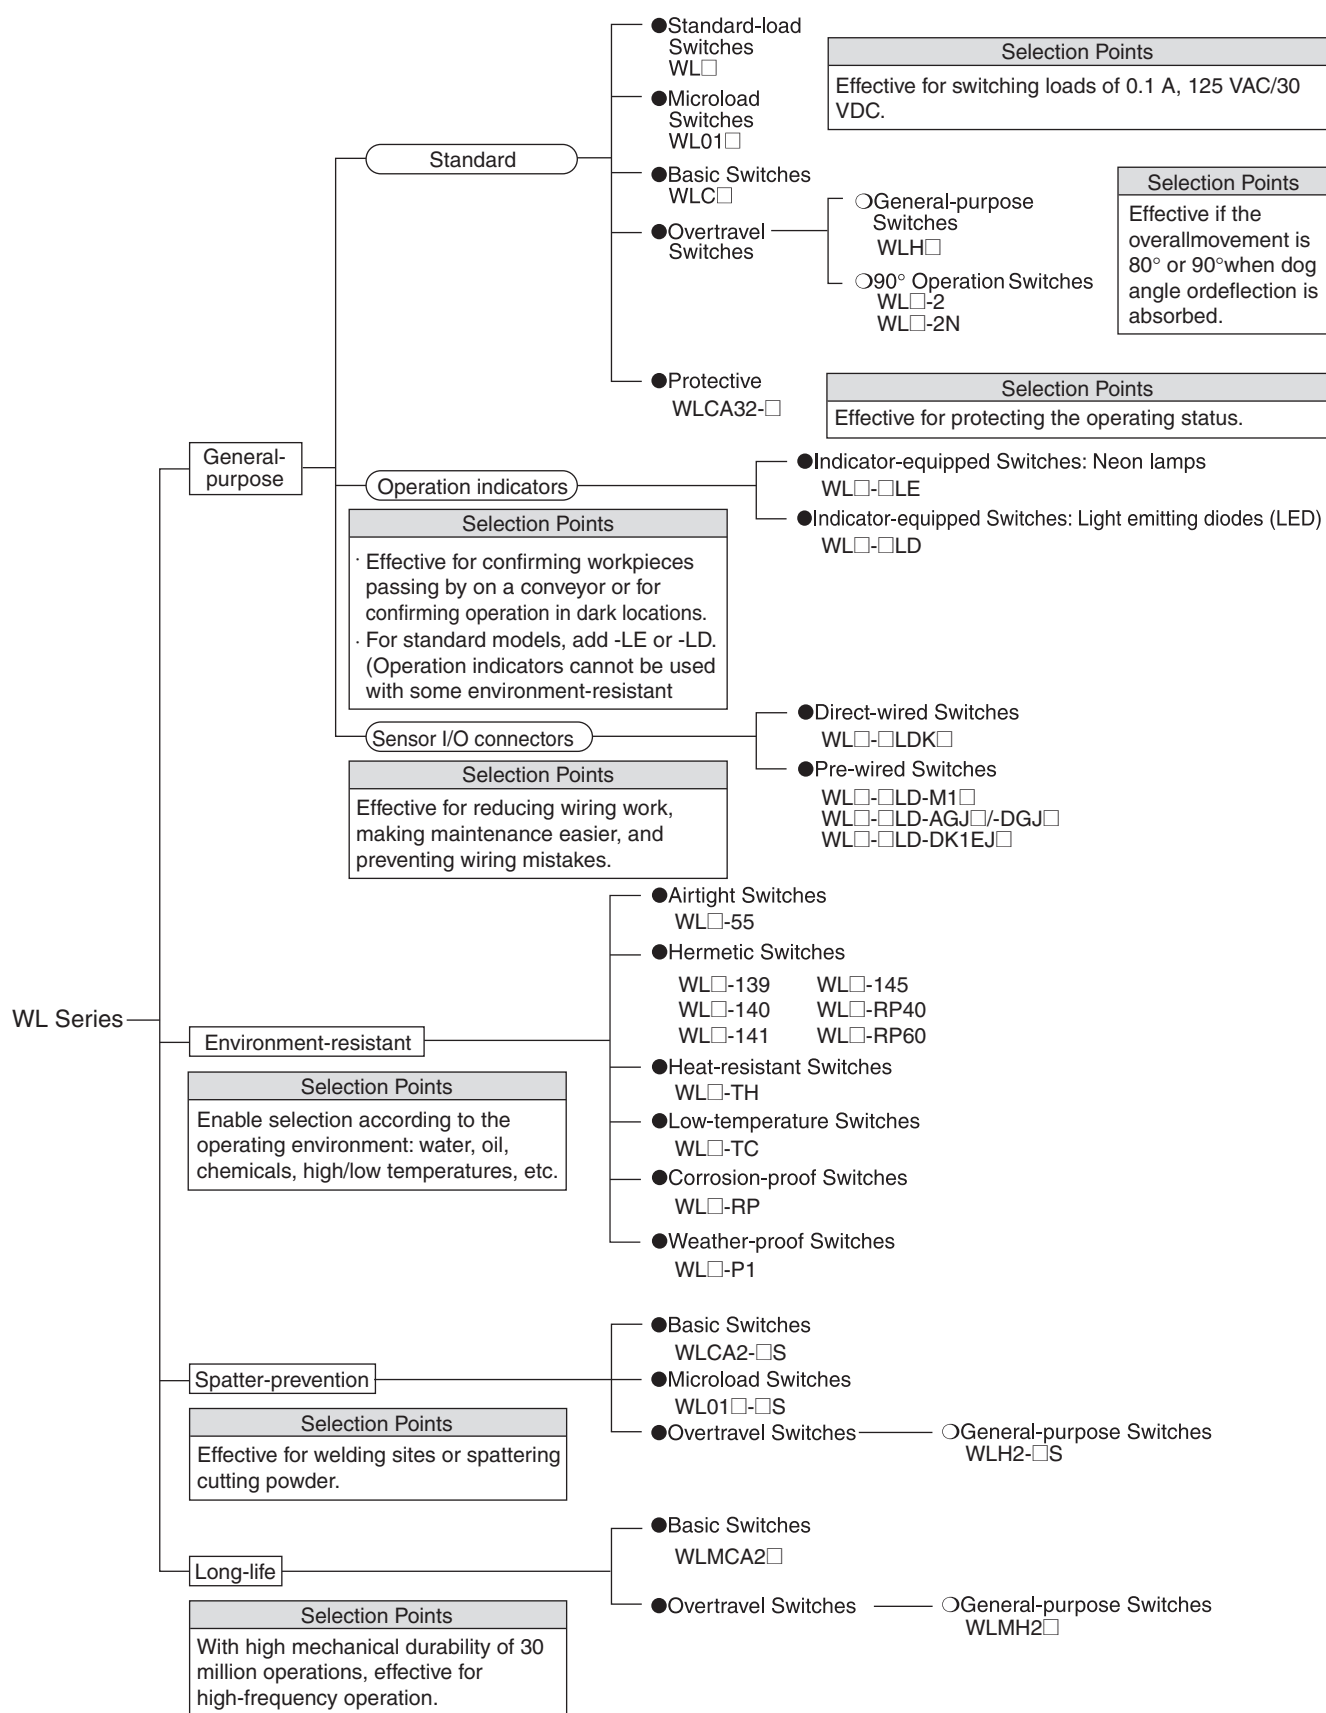 ●Standard-load
Switches
WL□
Selection Points
Effective for switching loads of 0.1 A, 125 VAC/30
VDC.
●Microload
Switches
WL01□
Standard
●Basic Switches
WLC□
●Overtravel
Switches
○General-purpose
Switches
WLH□
○90° Operation Switches
WL□-2
WL□-2N
Selection Points
Effective if the
overallmovement is
80° or 90°when dog
angle ordeflection is
absorbed.
●Protective
WLCA32-□
Selection Points
Effective for protecting the operating status.
General-
purpose
Operation indicators
●Indicator-equipped Switches: Neon lamps
WL□-□LE
●Indicator-equipped Switches: Light emitting diodes (LED)
WL□-□LD
Selection Points
· Effective for confirming workpieces
passing by on a conveyor or for
confirming operation in dark locations.
· For standard models, add -LE or -LD.
(Operation indicators cannot be used
with some environment-resistant
Sensor I/O connectors
●Direct-wired Switches
WL□-□LDK□
●Pre-wired Switches
WL□-□LD-M1□
WL□-□LD-AGJ□/-DGJ□
WL□-□LD-DK1EJ□
Selection Points
Effective for reducing wiring work,
making maintenance easier, and
preventing wiring mistakes.
WL Series
Environment-resistant
Selection Points
Enable selection according to the
operating environment: water, oil,
chemicals, high/low temperatures, etc.
●Airtight Switches
WL□-55
●Hermetic Switches
WL□-139 WL□-145
WL□-140 WL□-RP40
WL□-141 WL□-RP60
●Heat-resistant Switches
WL□-TH
●Low-temperature Switches
WL□-TC
●Corrosion-proof Switches
WL□-RP
●Weather-proof Switches
WL□-P1
Spatter-prevention
Selection Points
Effective for welding sites or spattering
cutting powder.
●Basic Switches
WLCA2-□S
●Microload Switches
WL01□-□S
●Overtravel Switches
○General-purpose Switches
WLH2-□S
Long-life
Selection Points
With high mechanical durability of 30
million operations, effective for
high-frequency operation.
●Basic Switches
WLMCA2□
●Overtravel Switches
○General-purpose Switches
WLMH2□